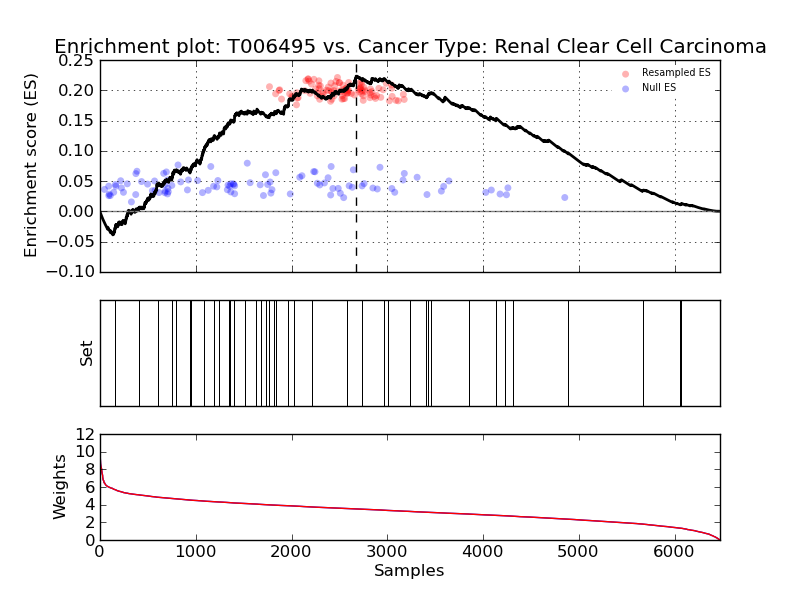 Enrichment plot: T006495 vs. Cancer Type: Renal Clear Cell Carcinoma
Enrichment score (ES)
0.25
0.20
0.15
0.10
0.05
0.00
−0.05
−0.10
Resampled ES
Null ES
Set
Weights
12
10
8
6
4
2
0
0 1000 2000 3000 4000 5000 6000
Samples